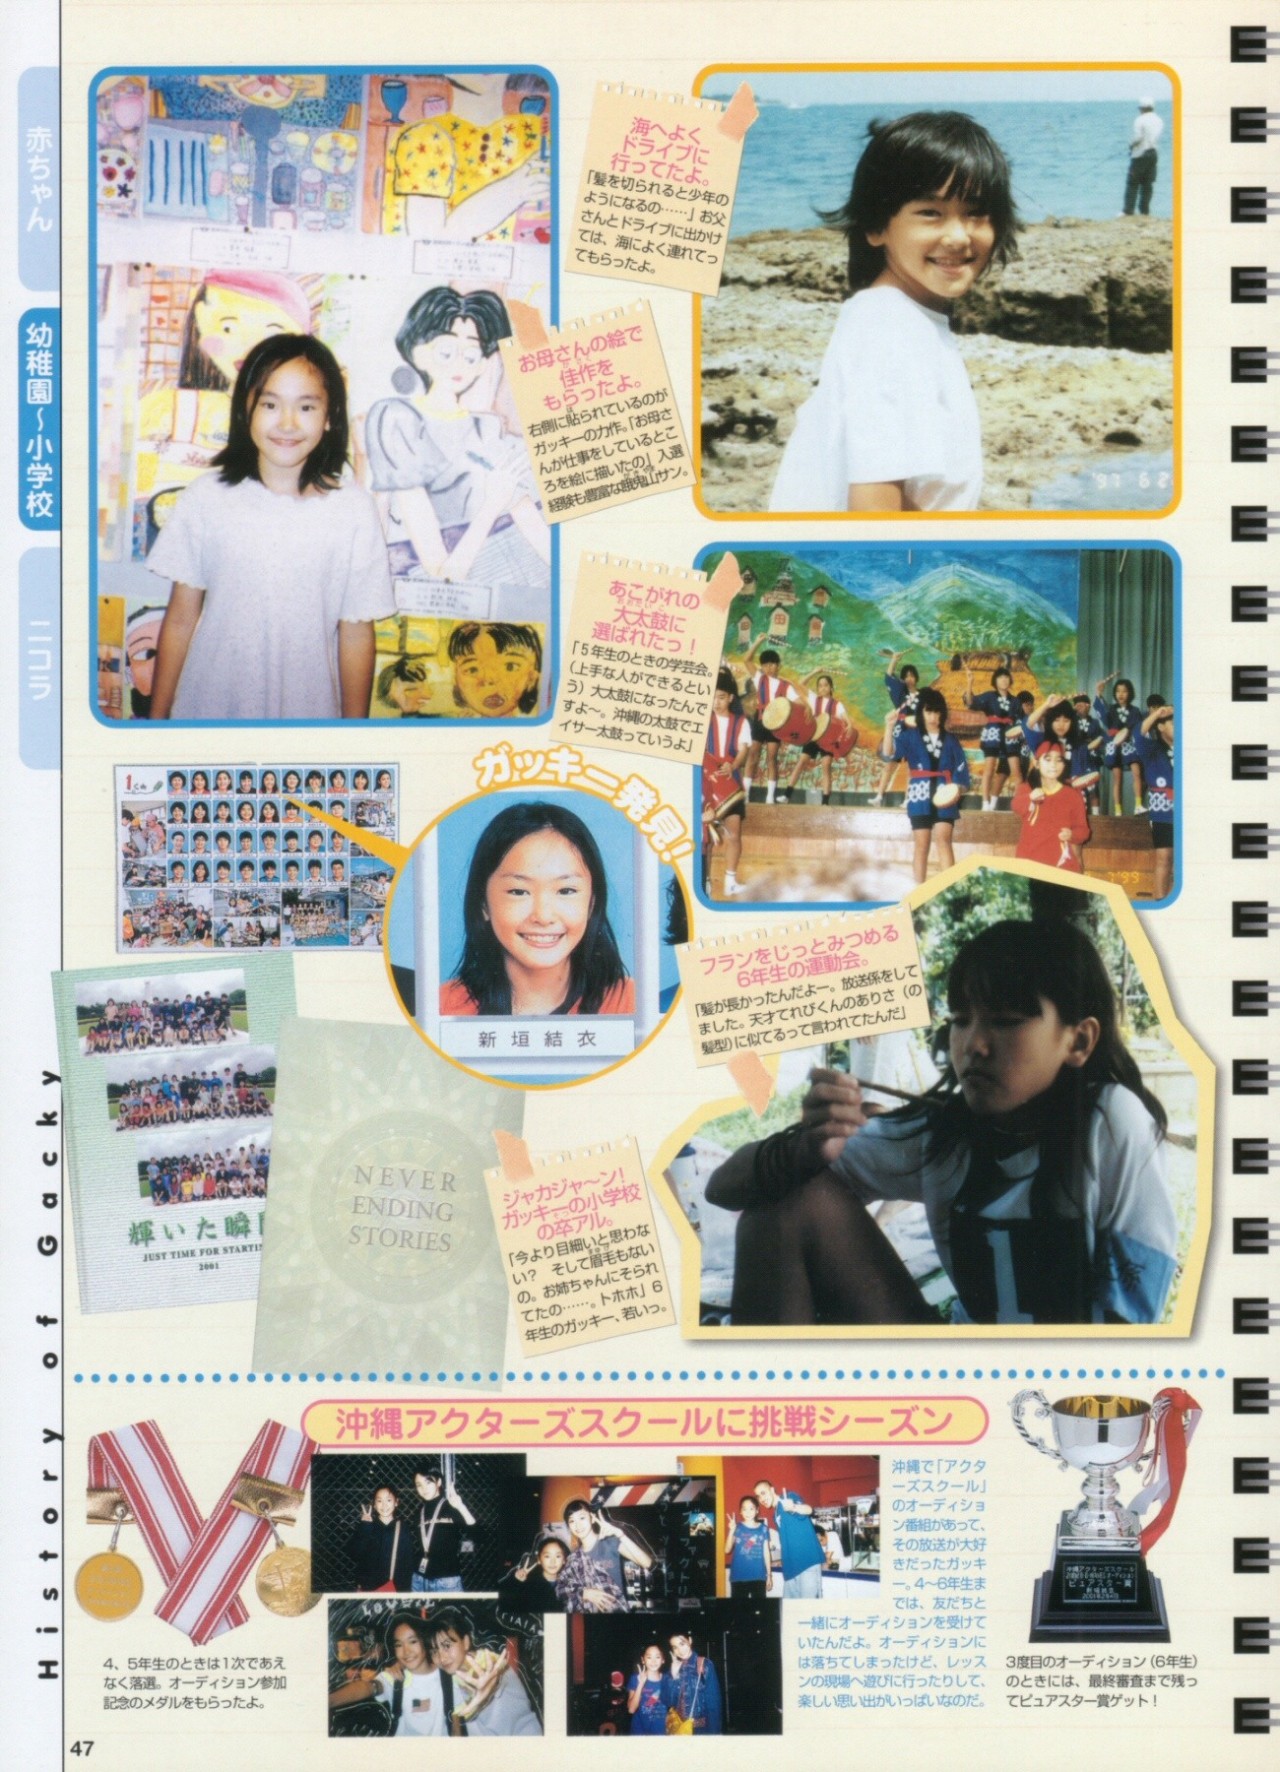 赤ちゃん
幼稚園～小学校
ニコラ
History of Gacky
海へよく
ドライブに
行ってたよ。
「髪を切られると少年の
ようになるの……」お父
さんとドライブに出かけ
ては、海によく連れてっ
てもらったよ。
'97 6 2
お母さんの絵で
佳作を
もらったよ。
右側に貼られているのが
ガッキーの力作。「お母さ
んが仕事をしているとこ
ろを絵に描いたの」入選
経験も豊富な餓鬼山サン。
あこがれの
大太鼓に
選ばれたっ！
「5年生のときの学芸会。
（上手な人ができるとい
う）大太鼓になったんで
すよ～。沖縄の太鼓でエ
イサー太鼓っていうよ」
7 '99
ガッキー発見！
1くみ
新垣結衣
フランをじっとみつめる
6年生の運動会。
「髪が長かったんだよー。放送係をして
ました。天才てれびくんのありさ（の
髪型）に似てるって言われてたんだ」
輝いた瞬
JUST TIME FOR STARTIN
2001
NEVER
ENDING
STORIES
ジャカジャ～ン！
ガッキーの小学校
の卒アル。
「今より目細いと思わな
い？　そして眉毛もない
の。お姉ちゃんにそられ
てたの……。トホホ」6
年生のガッキー、若いっ。
沖縄アクターズスクールに挑戦シーズン
沖縄で「アクタ
ーズスクール」
のオーディショ
ン番組があって、
その放送が大好
きだったガッキ
ー。4～6年生ま
では、友だちと
一緒にオーディションを受けて
いたんだよ。オーディションに
は落ちてしまったけど、レッス
ンの現場へ遊びに行ったりして、
楽しい思い出がいっぱいなのだ。
4、5年生のときは1次であえ
なく落選。オーディション参加
記念のメダルをもらったよ。
沖縄アクターズスクール
ピュアスター賞
新垣結衣
3度目のオーディション（6年生）
のときには、最終審査まで残っ
てピュアスター賞ゲット！
47